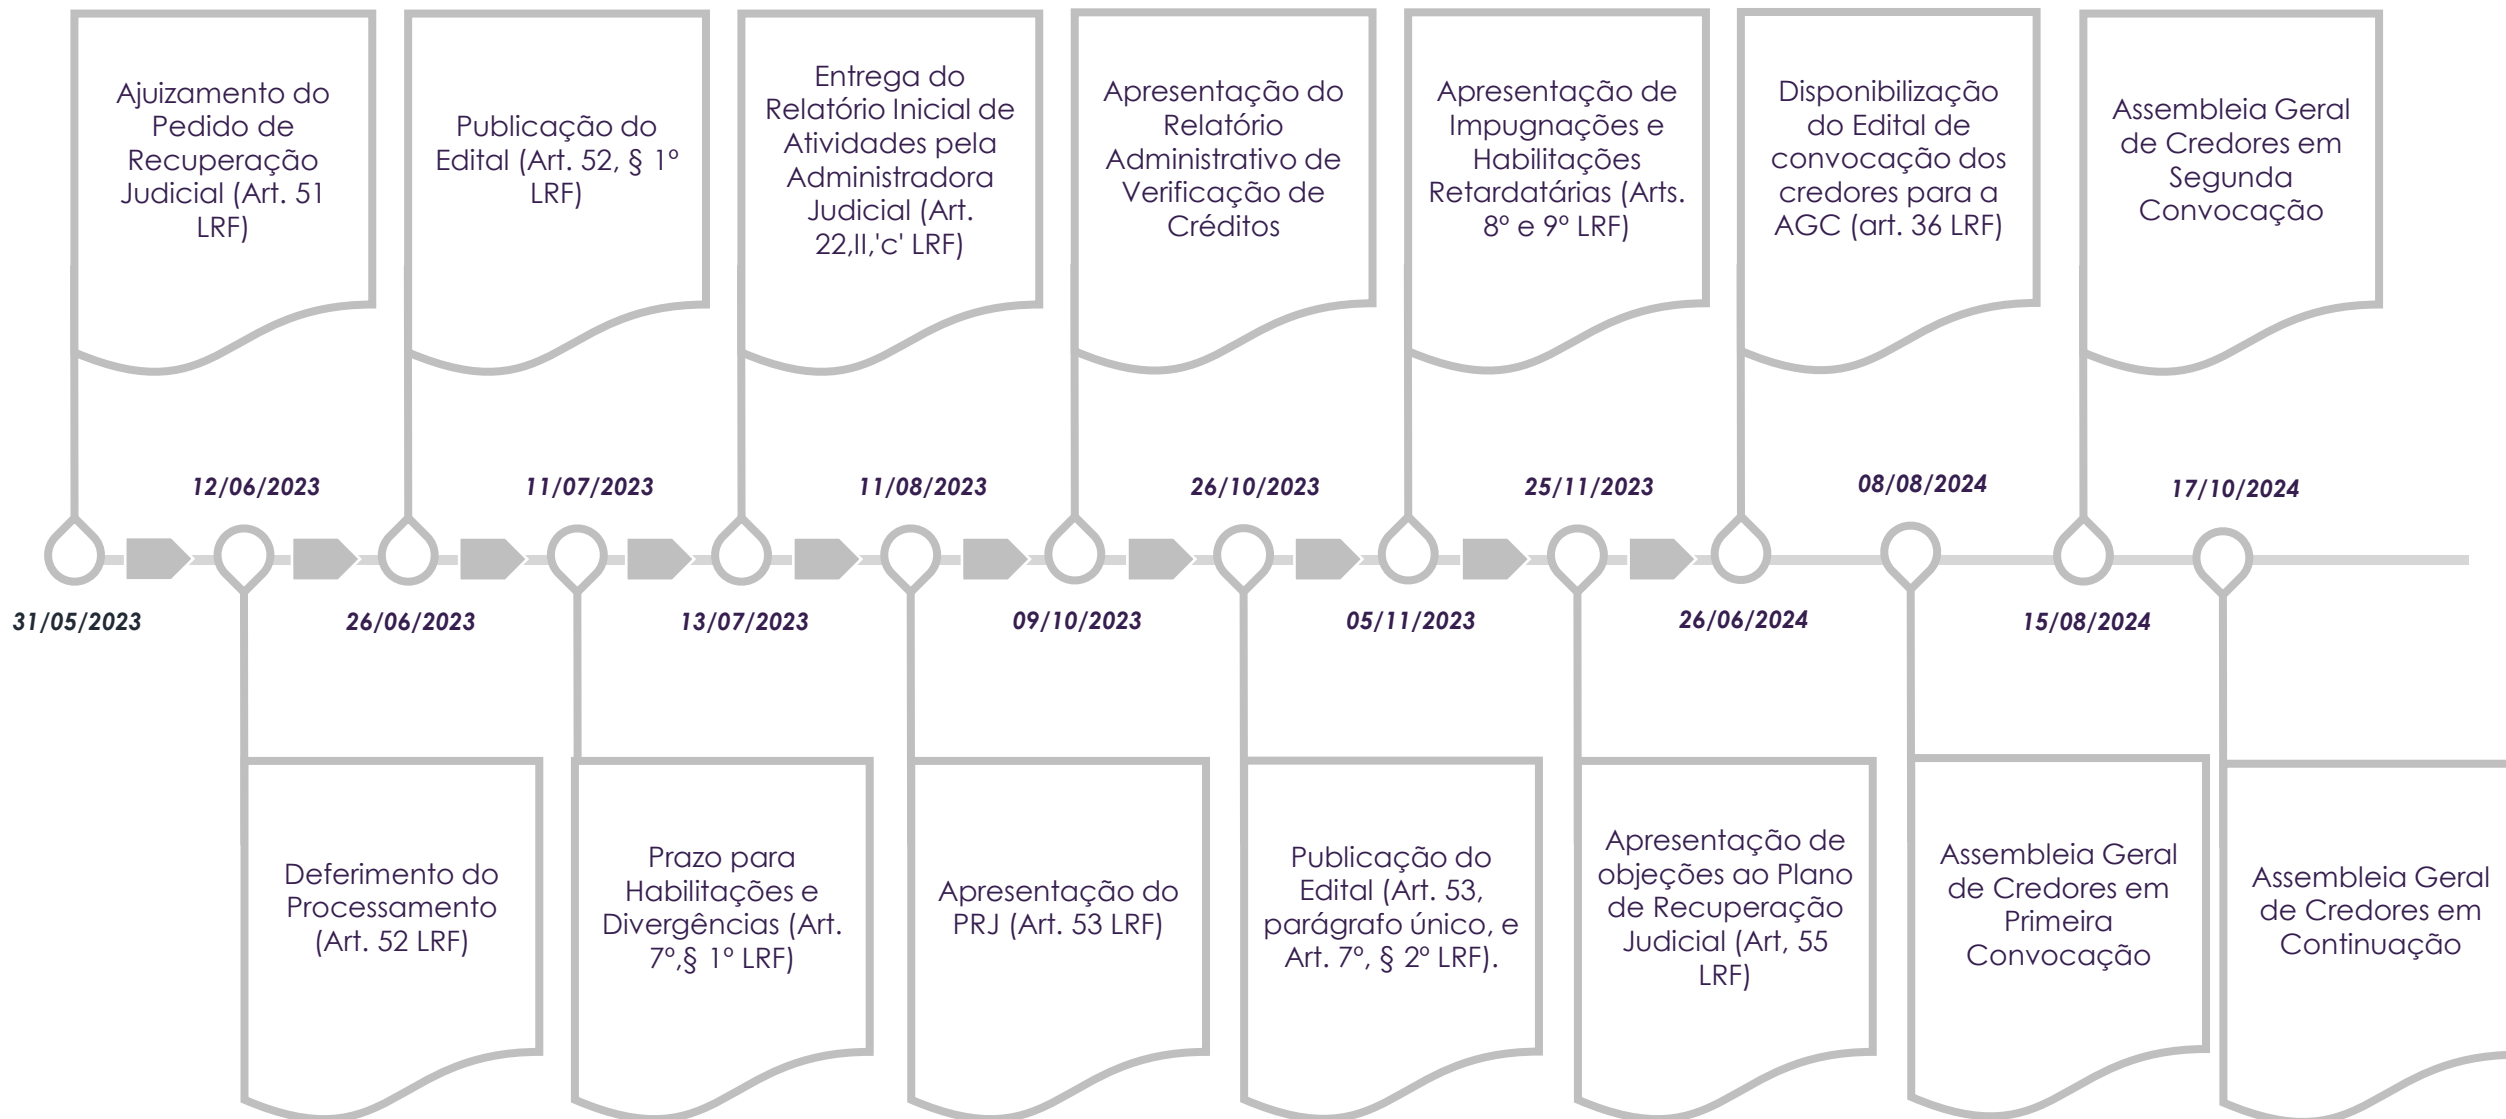 Ajuizamento do
Pedido de
Recuperação
Judicial (Art. 51
LRF)
Publicação do
Edital (Art. 52, § 1º
LRF)
Entrega do
Relatório Inicial de
Atividades pela
Administradora
Judicial (Art.
22,II,'c' LRF)
Apresentação do
Relatório
Administrativo de
Verificação de
Créditos
Apresentação de
Impugnações e
Habilitações
Retardatárias (Arts.
8º e 9º LRF)
Disponibilização
do Edital de
convocação dos
credores para a
AGC (art. 36 LRF)
Assembleia Geral
de Credores em
Segunda
Convocação
12/06/2023
11/07/2023
11/08/2023
26/10/2023
25/11/2023
08/08/2024
17/10/2024
31/05/2023
26/06/2023
13/07/2023
09/10/2023
05/11/2023
26/06/2024
15/08/2024
Deferimento do
Processamento
(Art. 52 LRF)
Prazo para
Habilitações e
Divergências (Art.
7º,§ 1º LRF)
Apresentação do
PRJ (Art. 53 LRF)
Publicação do
Edital (Art. 53,
parágrafo único, e
Art. 7º, § 2º LRF).
Apresentação de
objeções ao Plano
de Recuperação
Judicial (Art, 55
LRF)
Assembleia Geral
de Credores em
Primeira
Convocação
Assembleia Geral
de Credores em
Continuação